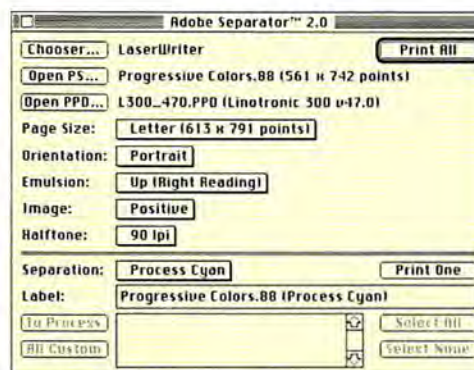 Adobe Separator™ 2.0
Chooser... LaserWriter Print All
Open PS... Progressive Colors.88 (561 x 742 points)
Open PPD... L300_470.PPD (Linotronic 300 v47.0)
Page Size: Letter (613 x 791 points)
Orientation: Portrait
Emulsion: Up (Right Reading)
Image: Positive
Halftone: 90 lpi
Separation: Process Cyan Print One
Label: Progressive Colors.88 (Process Cyan)
To Process Select All
All Custom Select None